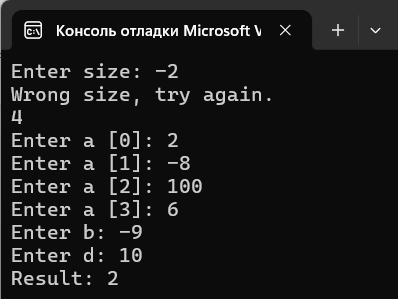 Консоль отладки Microsoft V
Enter size: -2
Wrong size, try again.
4
Enter a [0]: 2
Enter a [1]: -8
Enter a [2]: 100
Enter a [3]: 6
Enter b: -9
Enter d: 10
Result: 2